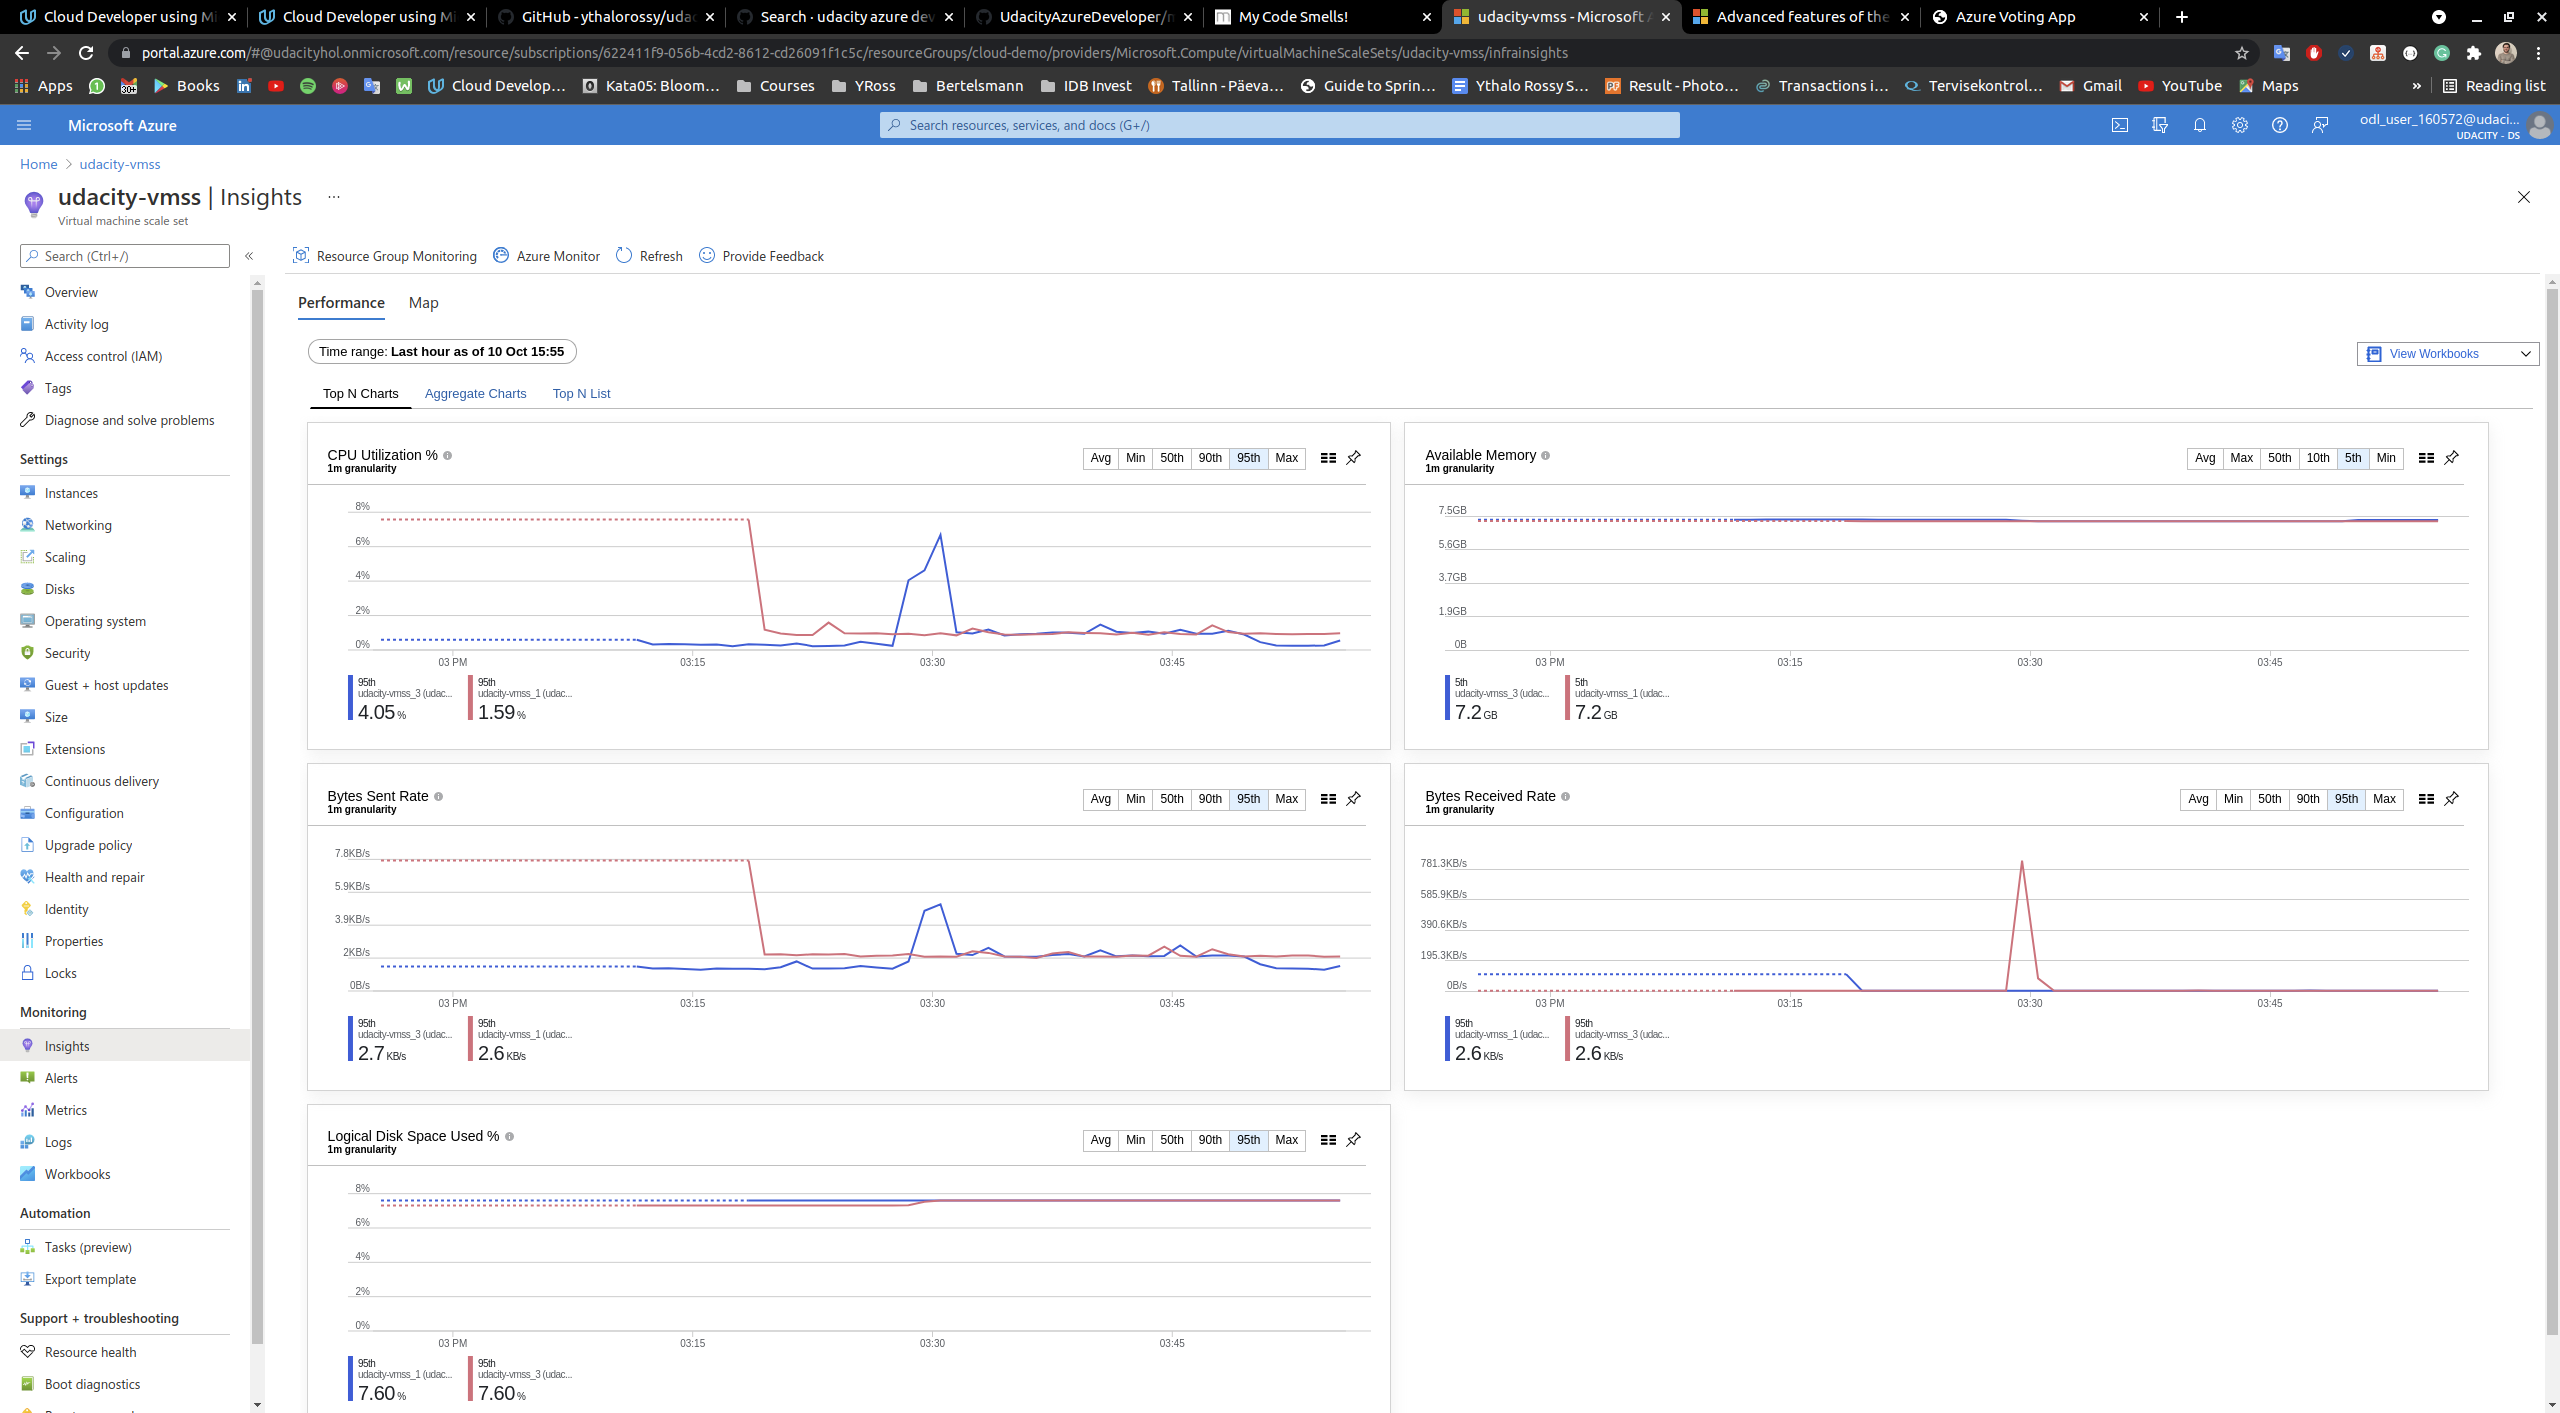 Cloud Developer using Mi
Cloud Developer using Mi
GitHub - ythalorossy/udac
Search · udacity azure dev
UdacityAzureDeveloper/m
My Code Smells!
udacity-vmss - Microsoft A
Advanced features of the
Azure Voting App
portal.azure.com/#@udacityhol.onmicrosoft.com/resource/subscriptions/622411f9-056b-4cd2-8612-cd26091f1c5c/resourceGroups/cloud-demo/providers/Microsoft.Compute/virtualMachineScaleSets/udacity-vmss/infrainsights
Apps
1
30+
Books
Cloud Develop...
Kata05: Bloom...
Courses
YRoss
Bertelsmann
IDB Invest
Tallinn - Päeva...
Guide to Sprin...
Ythalo Rossy S...
Result - Photo...
Transactions i...
Tervisekontrol...
Gmail
YouTube
Maps
»
Reading list
Microsoft Azure
Search resources, services, and docs (G+/)
odl_user_160572@udaci...
UDACITY - DS
Home > udacity-vmss
udacity-vmss | Insights ...
Virtual machine scale set
Search (Ctrl+/)
«
Overview
Activity log
Access control (IAM)
Tags
Diagnose and solve problems
Settings
Instances
Networking
Scaling
Disks
Operating system
Security
Guest + host updates
Size
Extensions
Continuous delivery
Configuration
Upgrade policy
Health and repair
Identity
Properties
Locks
Monitoring
Insights
Alerts
Metrics
Logs
Workbooks
Automation
Tasks (preview)
Export template
Support + troubleshooting
Resource health
Boot diagnostics
Resource Group Monitoring
Azure Monitor
Refresh
Provide Feedback
Performance
Map
Time range: Last hour as of 10 Oct 15:55
View Workbooks
Top N Charts
Aggregate Charts
Top N List
CPU Utilization %
1m granularity
Avg Min 50th 90th 95th Max
8%
6%
4%
2%
0%
03 PM 03:15 03:30 03:45
95th
udacity-vmss_3 (udac...
4.05 %
95th
udacity-vmss_1 (udac...
1.59 %
Available Memory
1m granularity
Avg Max 50th 10th 5th Min
7.5GB
5.6GB
3.7GB
1.9GB
0B
03 PM 03:15 03:30 03:45
5th
udacity-vmss_3 (udac...
7.2 GB
5th
udacity-vmss_1 (udac...
7.2 GB
Bytes Sent Rate
1m granularity
Avg Min 50th 90th 95th Max
7.8KB/s
5.9KB/s
3.9KB/s
2KB/s
0B/s
03 PM 03:15 03:30 03:45
95th
udacity-vmss_3 (udac...
2.7 KB/s
95th
udacity-vmss_1 (udac...
2.6 KB/s
Bytes Received Rate
1m granularity
Avg Min 50th 90th 95th Max
781.3KB/s
585.9KB/s
390.6KB/s
195.3KB/s
0B/s
03 PM 03:15 03:30 03:45
95th
udacity-vmss_1 (udac...
2.6 KB/s
95th
udacity-vmss_3 (udac...
2.6 KB/s
Logical Disk Space Used %
1m granularity
Avg Min 50th 90th 95th Max
8%
6%
4%
2%
0%
03 PM 03:15 03:30 03:45
95th
udacity-vmss_1 (udac...
7.60 %
95th
udacity-vmss_3 (udac...
7.60 %